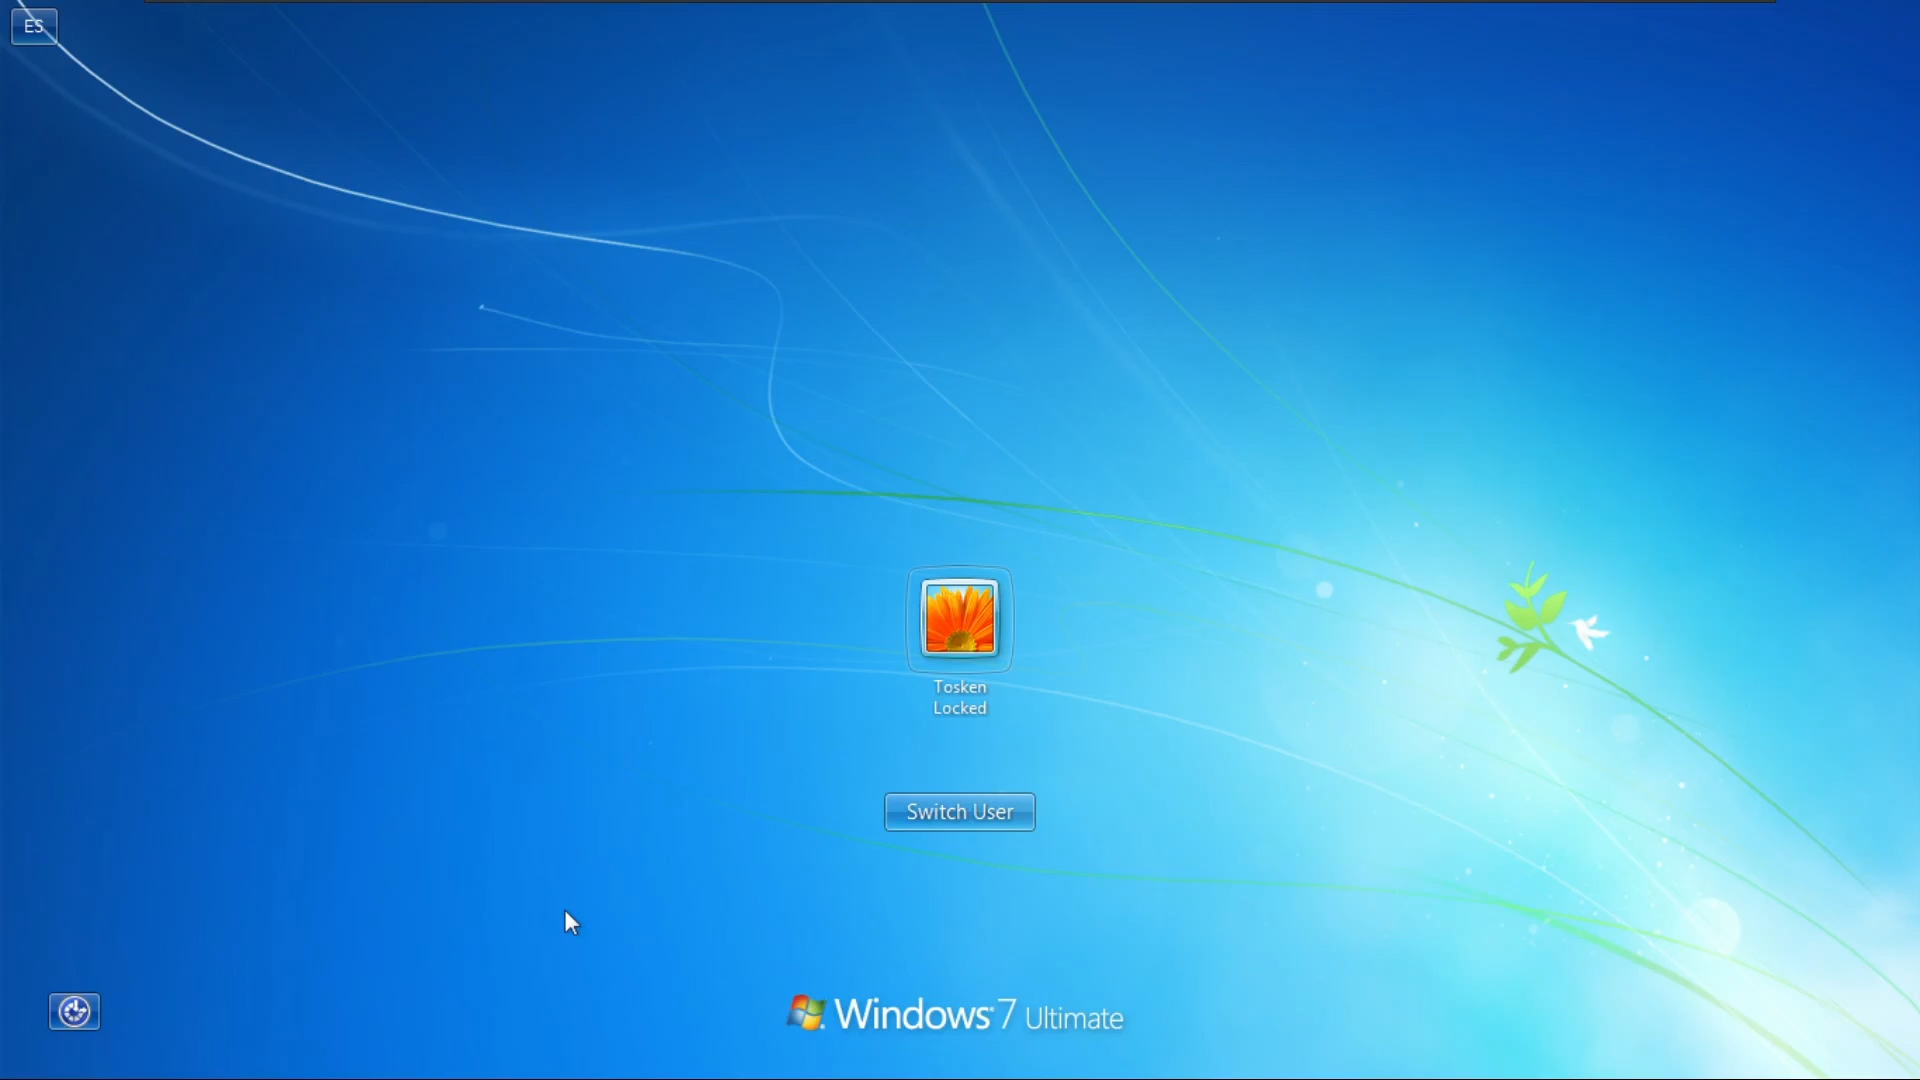 ES
Tosken
Locked
Switch User
Windows 7 Ultimate